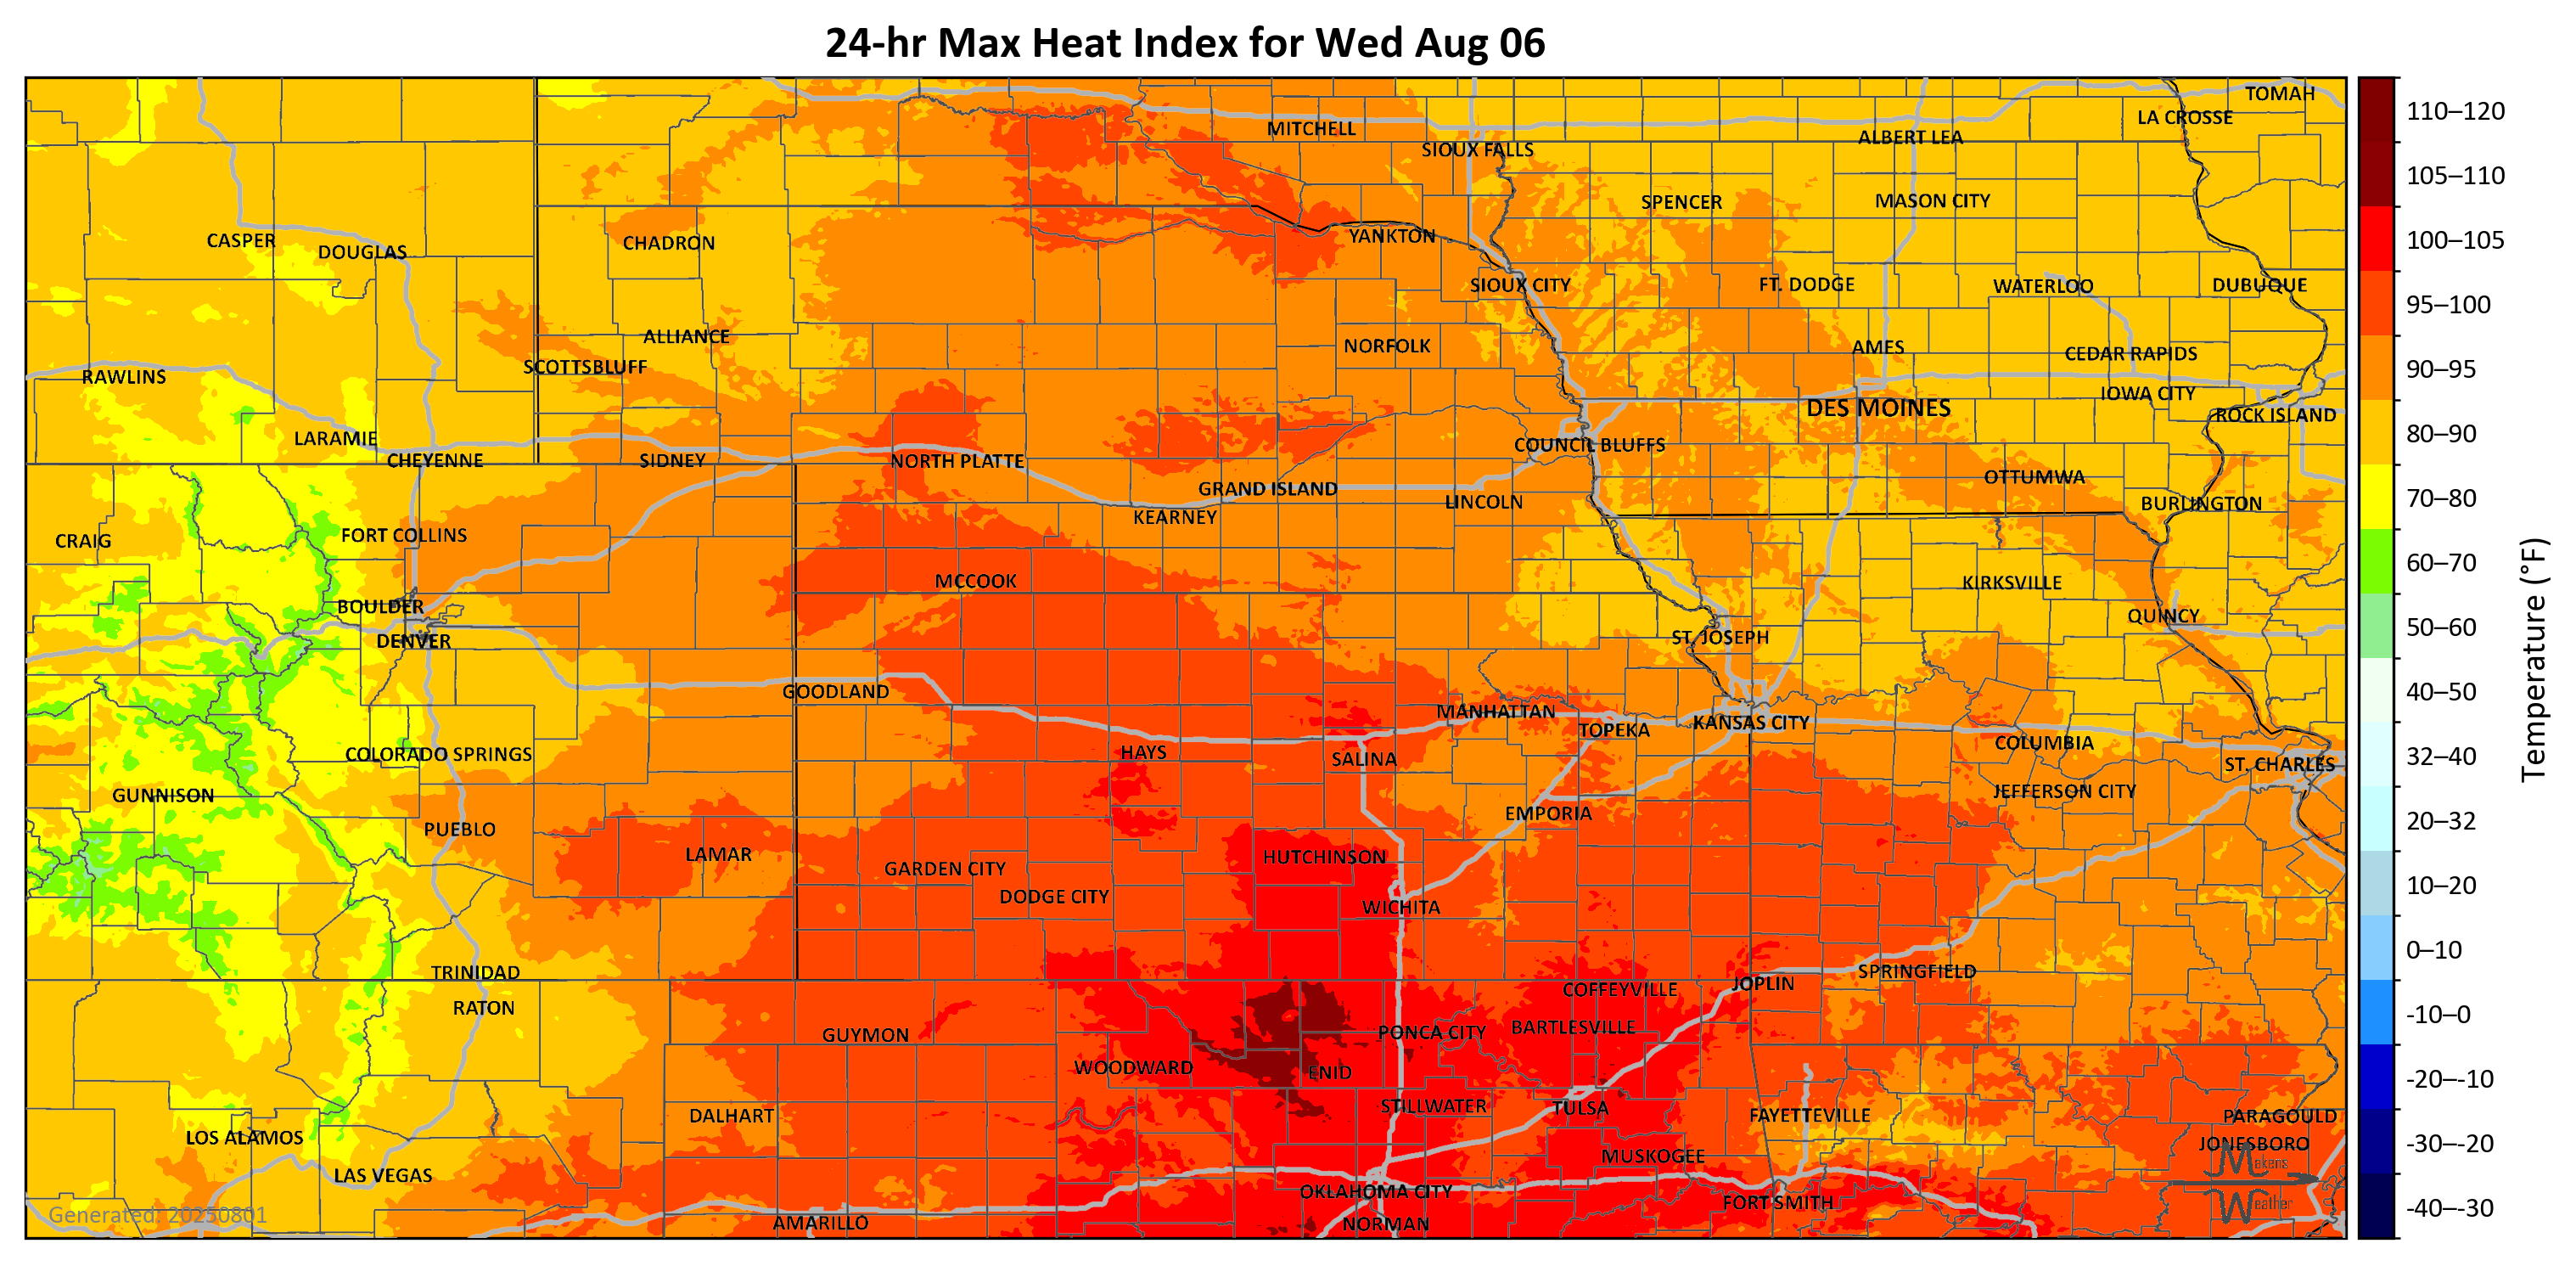 24-hr Max Heat Index for Wed Aug 06
TOMAH
LA CROSSE
MITCHELL
ALBERT LEA
SIOUX FALLS
SPENCER
MASON CITY
YANKTON
CASPER
CHADRON
DOUGLAS
SIOUX CITY
FT. DODGE
WATERLOO
DUBUQUE
ALLIANCE
NORFOLK
AMES
CEDAR RAPIDS
SCOTTSBLUFF
RAWLINS
IOWA CITY
DES MOINES
ROCK ISLAND
LARAMIE
COUNCIL BLUFFS
CHEYENNE
SIDNEY
NORTH PLATTE
OTTUMWA
GRAND ISLAND
LINCOLN
BURLINGTON
KEARNEY
FORT COLLINS
CRAIG
MCCOOK
KIRKSVILLE
BOULDER
QUINCY
DENVER
ST. JOSEPH
GOODLAND
MANHATTAN
KANSAS CITY
TOPEKA
COLUMBIA
COLORADO SPRINGS
HAYS
SALINA
ST. CHARLES
GUNNISON
JEFFERSON CITY
EMPORIA
PUEBLO
LAMAR
HUTCHINSON
GARDEN CITY
DODGE CITY
WICHITA
TRINIDAD
SPRINGFIELD
JOPLIN
COFFEYVILLE
RATON
GUYMON
PONCA CITY
BARTLESVILLE
WOODWARD
ENID
STILLWATER
TULSA
DALHART
FAYETTEVILLE
PARAGOULD
LOS ALAMOS
JONESBORO
MUSKOGEE
LAS VEGAS
OKLAHOMA CITY
FORT SMITH
AMARILLO
NORMAN
Generated: 20250801
Makens
Weather
110–120
105–110
100–105
95–100
90–95
80–90
70–80
60–70
50–60
40–50
32–40
20–32
10–20
0–10
-10–0
-20–-10
-30–-20
-40–-30
Temperature (°F)